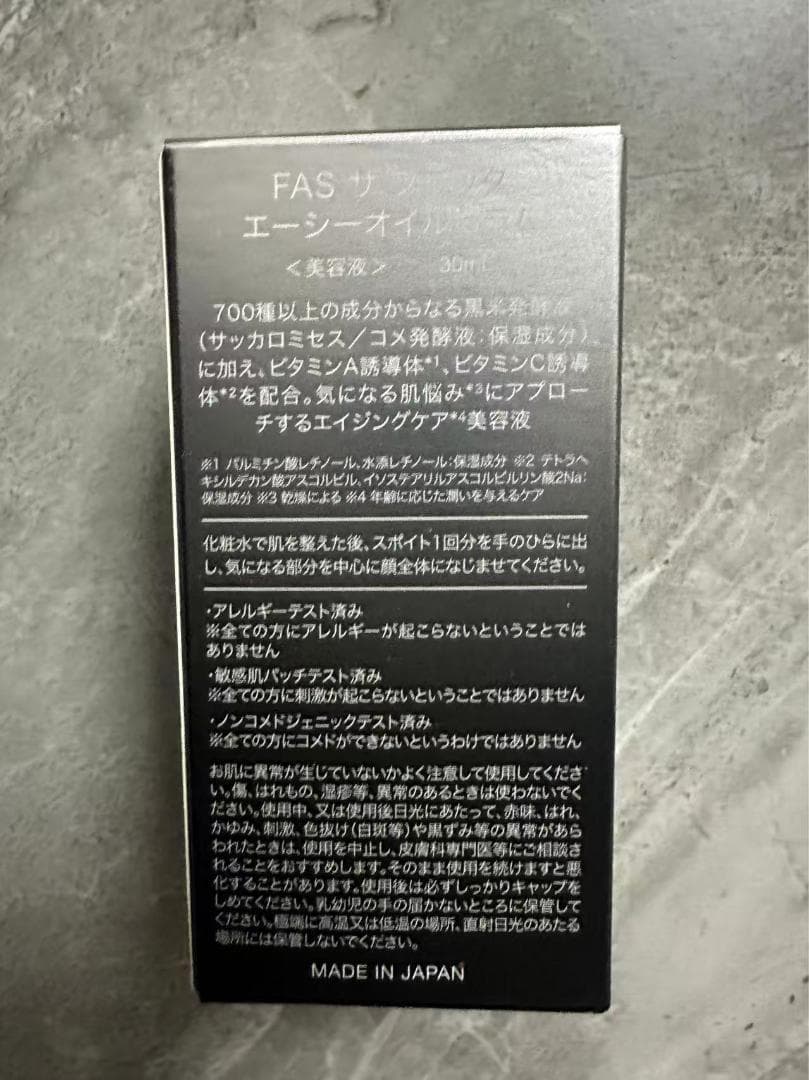 FAS ザ ブラック
エーシーオイルセラム
＜美容液＞ 30mL
700種以上の成分からなる黒米発酵液
(サッカロミセス／コメ発酵液:保湿成分)
に加え、ビタミンA誘導体*1、ビタミンC誘導
体*2を配合。気になる肌悩み*3にアプロー
チするエイジングケア*4美容液
※1 パルミチン酸レチノール、水添レチノール:保湿成分 ※2 テトラヘ
キシルデカン酸アスコルビル、イソステアリルアスコルビルリン酸2Na:
保湿成分 ※3 乾燥による ※4 年齢に応じた潤いを与えるケア
化粧水で肌を整えた後、スポイト1回分を手のひらに出
し、気になる部分を中心に顔全体になじませてください。
・アレルギーテスト済み
※全ての方にアレルギーが起こらないということでは
ありません
・敏感肌パッチテスト済み
※全ての方に刺激が起こらないということではありません
・ノンコメドジェニックテスト済み
※全ての方にコメドができないというわけではありません
お肌に異常が生じていないかよく注意して使用してくださ
い。傷、はれもの、湿疹等、異常のあるときは使わないでく
ださい。使用中、又は使用後日光にあたって、赤味、はれ、
かゆみ、刺激、色抜け(白斑等)や黒ずみ等の異常があら
われたときは、使用を中止し、皮膚科専門医等にご相談さ
れることをおすすめします。そのまま使用を続けますと悪
化することがあります。使用後は必ずしっかりキャップを
しめてください。乳幼児の手の届かないところに保管して
ください。極端に高温又は低温の場所、直射日光のあたる
場所には保管しないでください。
MADE IN JAPAN